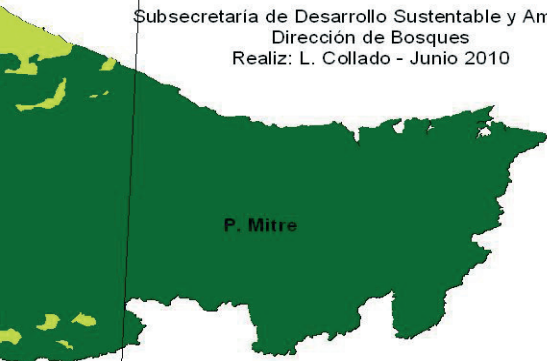 Subsecretaría de Desarrollo Sustentable y Am
Dirección de Bosques
Realiz: L. Collado - Junio 2010
P. Mitre